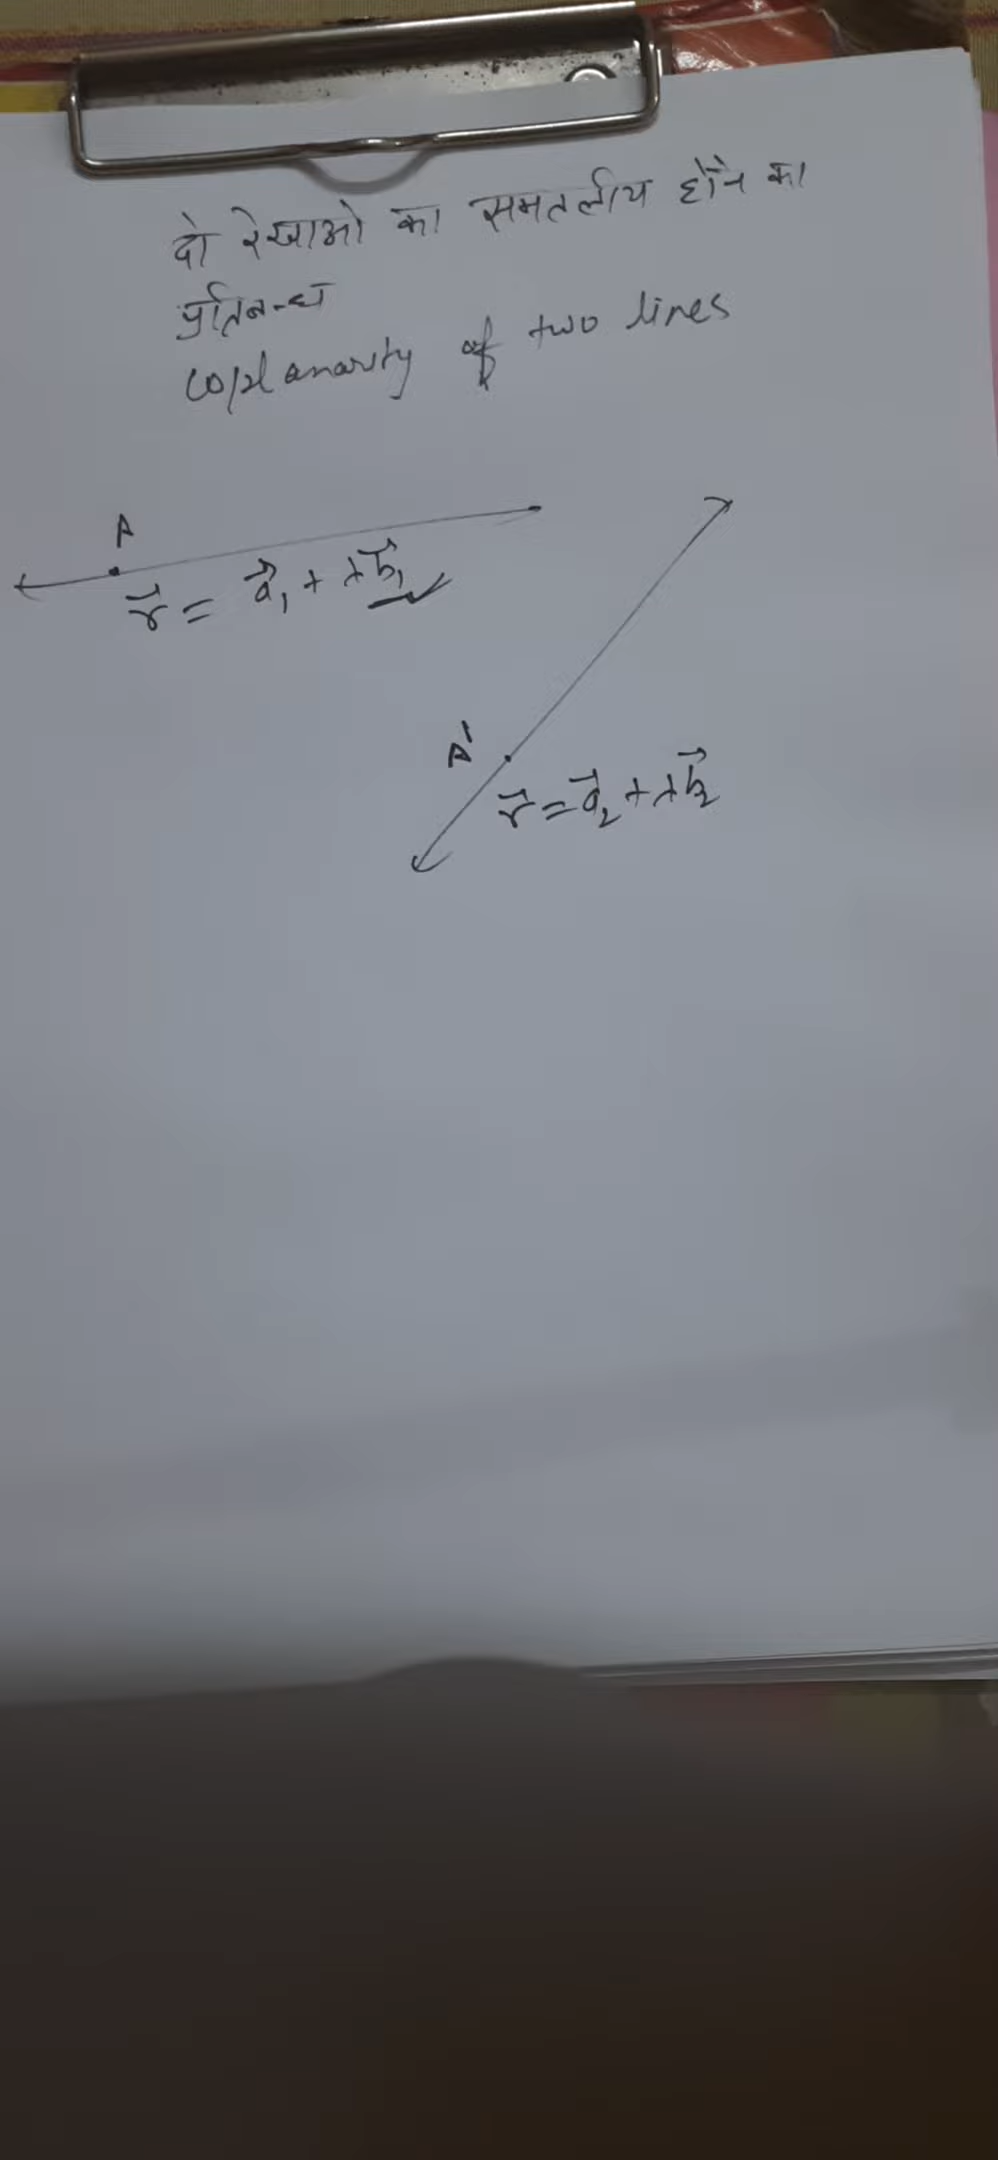 दो रेखाओ का समतलीय होने का
प्रतिबन्ध
coplanarity of two lines
A
r⃗ = a⃗₁ + λb⃗₁
A'
r⃗ = a⃗₂ + λb⃗₂